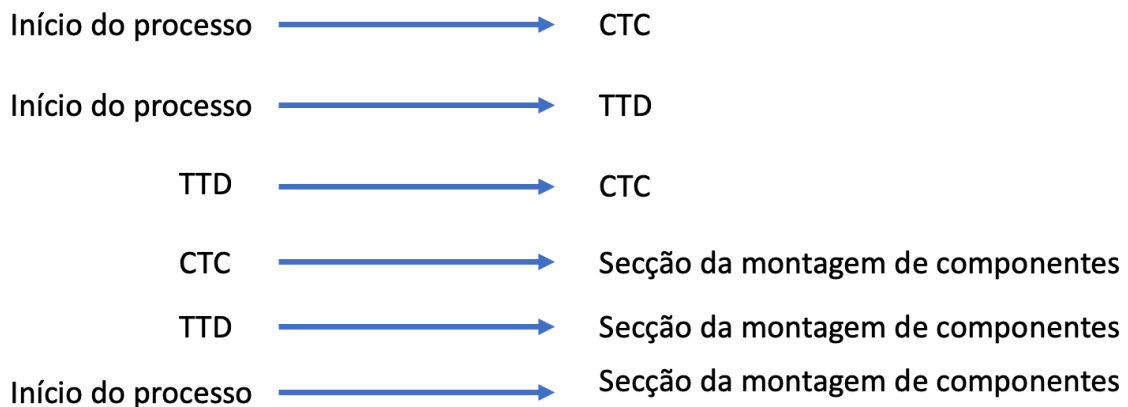 Início do processo CTC
Início do processo TTD
TTD CTC
CTC Secção da montagem de componentes
TTD Secção da montagem de componentes
Início do processo Secção da montagem de componentes